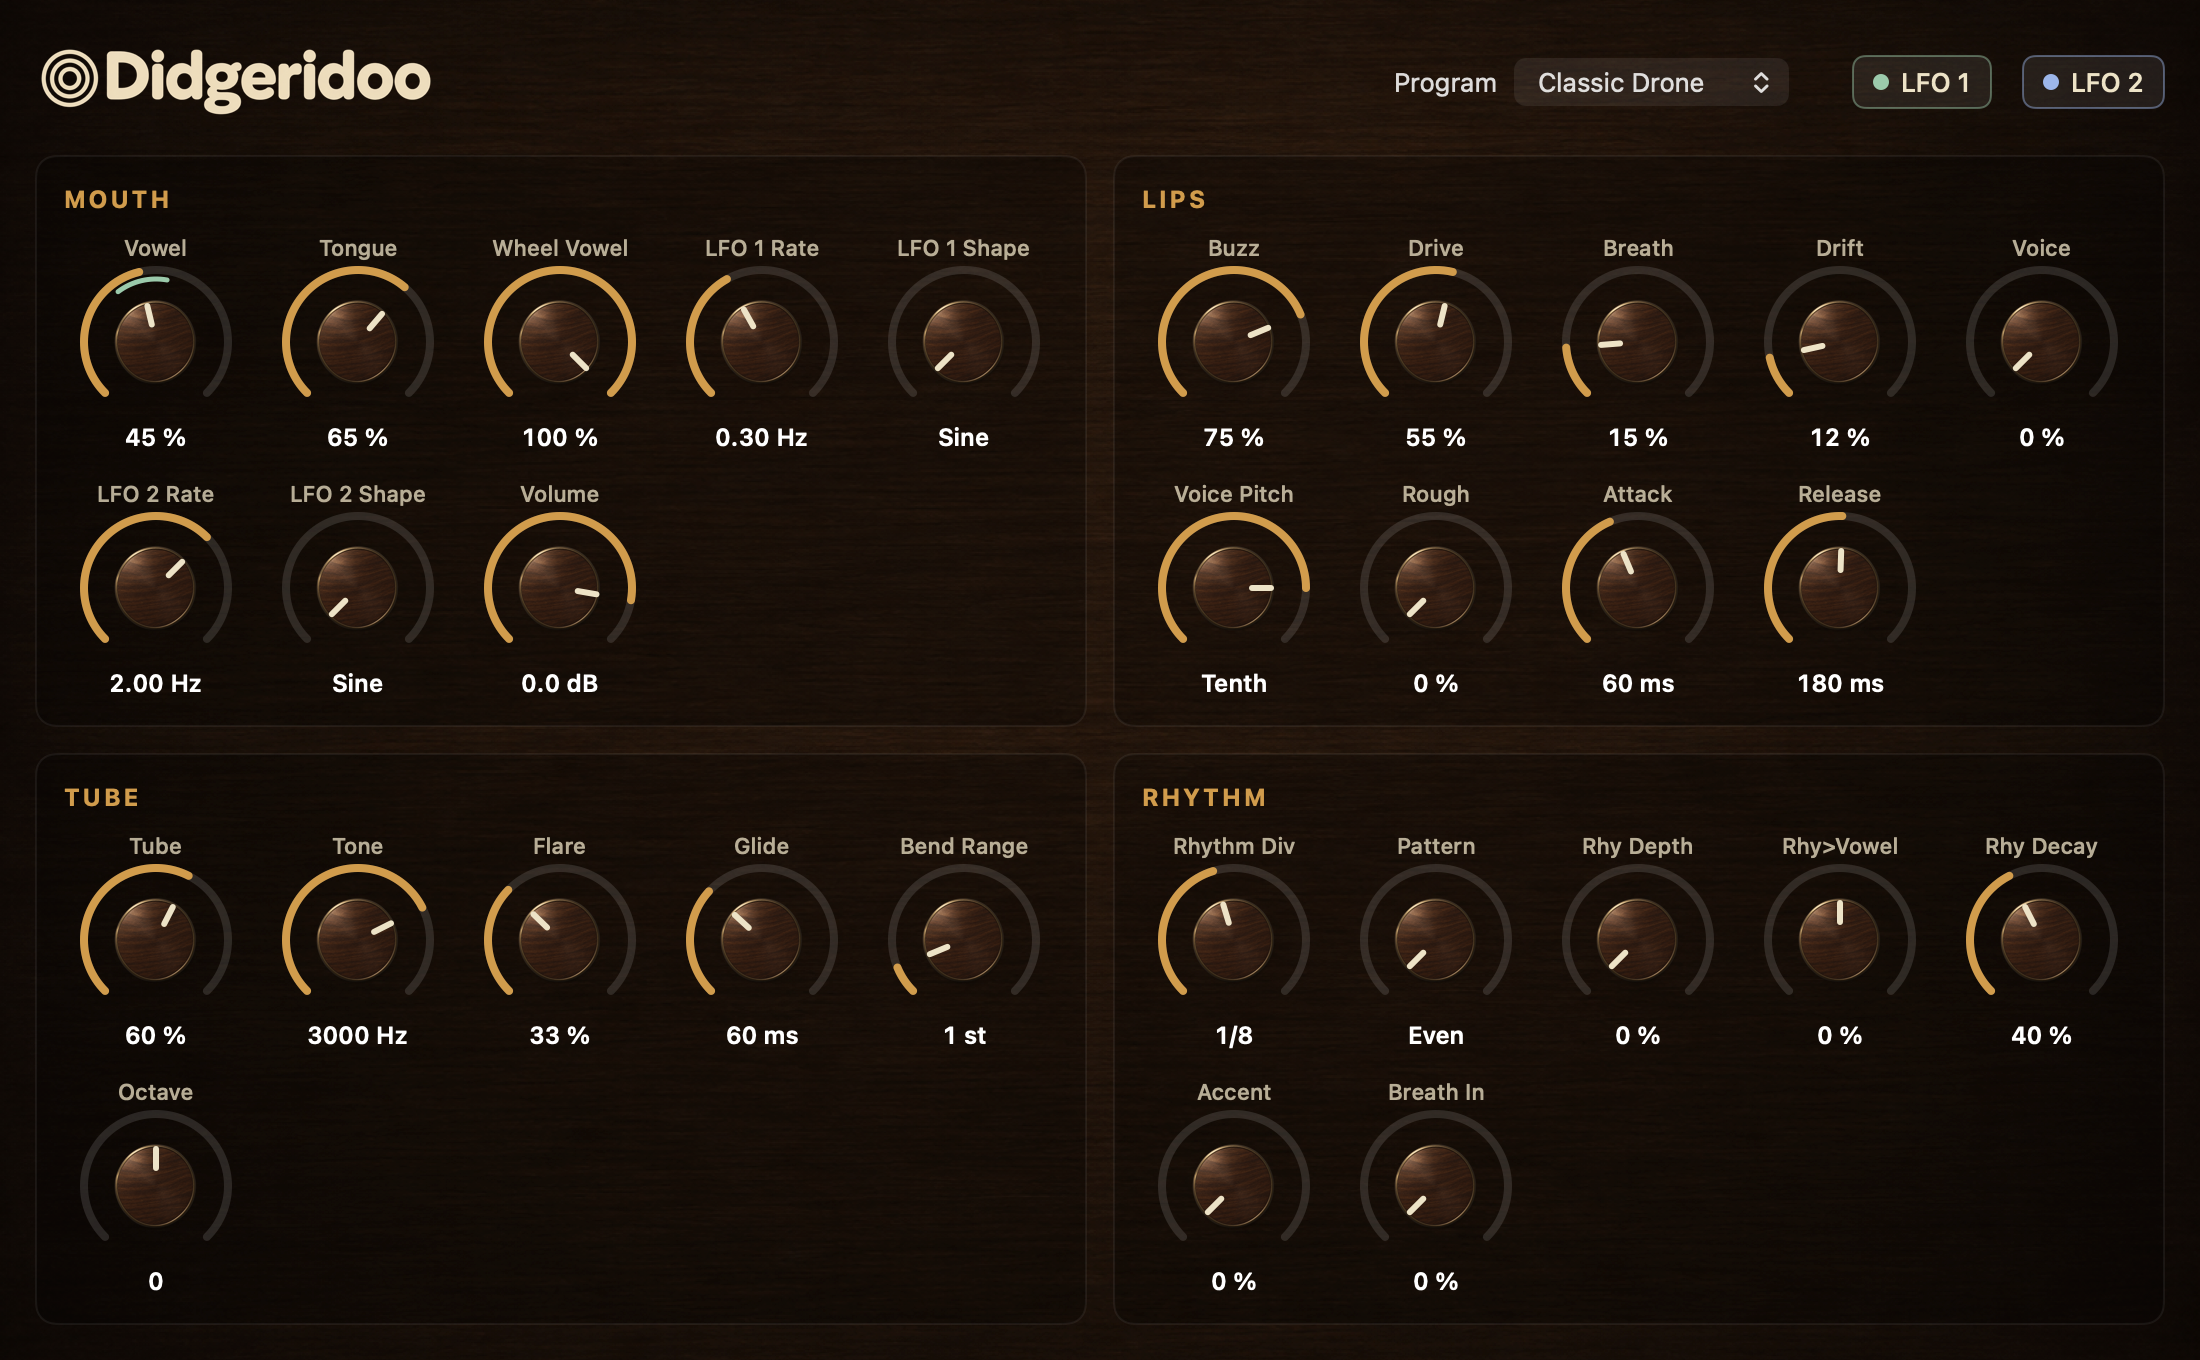 Didgeridoo
Program Classic Drone LFO 1 LFO 2
MOUTH
Vowel Tongue Wheel Vowel LFO 1 Rate LFO 1 Shape
45 % 65 % 100 % 0.30 Hz Sine
LFO 2 Rate LFO 2 Shape Volume
2.00 Hz Sine 0.0 dB
LIPS
Buzz Drive Breath Drift Voice
75 % 55 % 15 % 12 % 0 %
Voice Pitch Rough Attack Release
Tenth 0 % 60 ms 180 ms
TUBE
Tube Tone Flare Glide Bend Range
60 % 3000 Hz 33 % 60 ms 1 st
Octave
0
RHYTHM
Rhythm Div Pattern Rhy Depth Rhy>Vowel Rhy Decay
1/8 Even 0 % 0 % 40 %
Accent Breath In
0 % 0 %